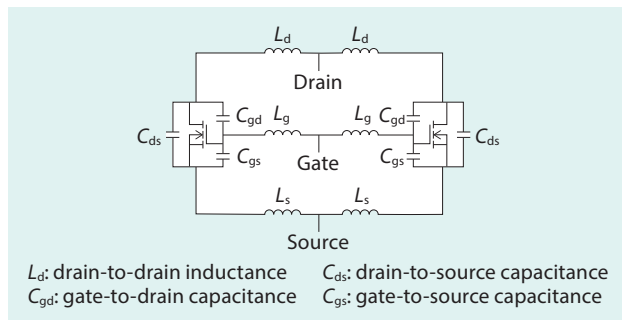 Ld Ld
Drain
Cgd Lg Lg Cgd
Cds Cds
Cgs Gate Cgs
Ls Ls
Source
Ld: drain-to-drain inductance Cds: drain-to-source capacitance
Cgd: gate-to-drain capacitance Cgs: gate-to-source capacitance